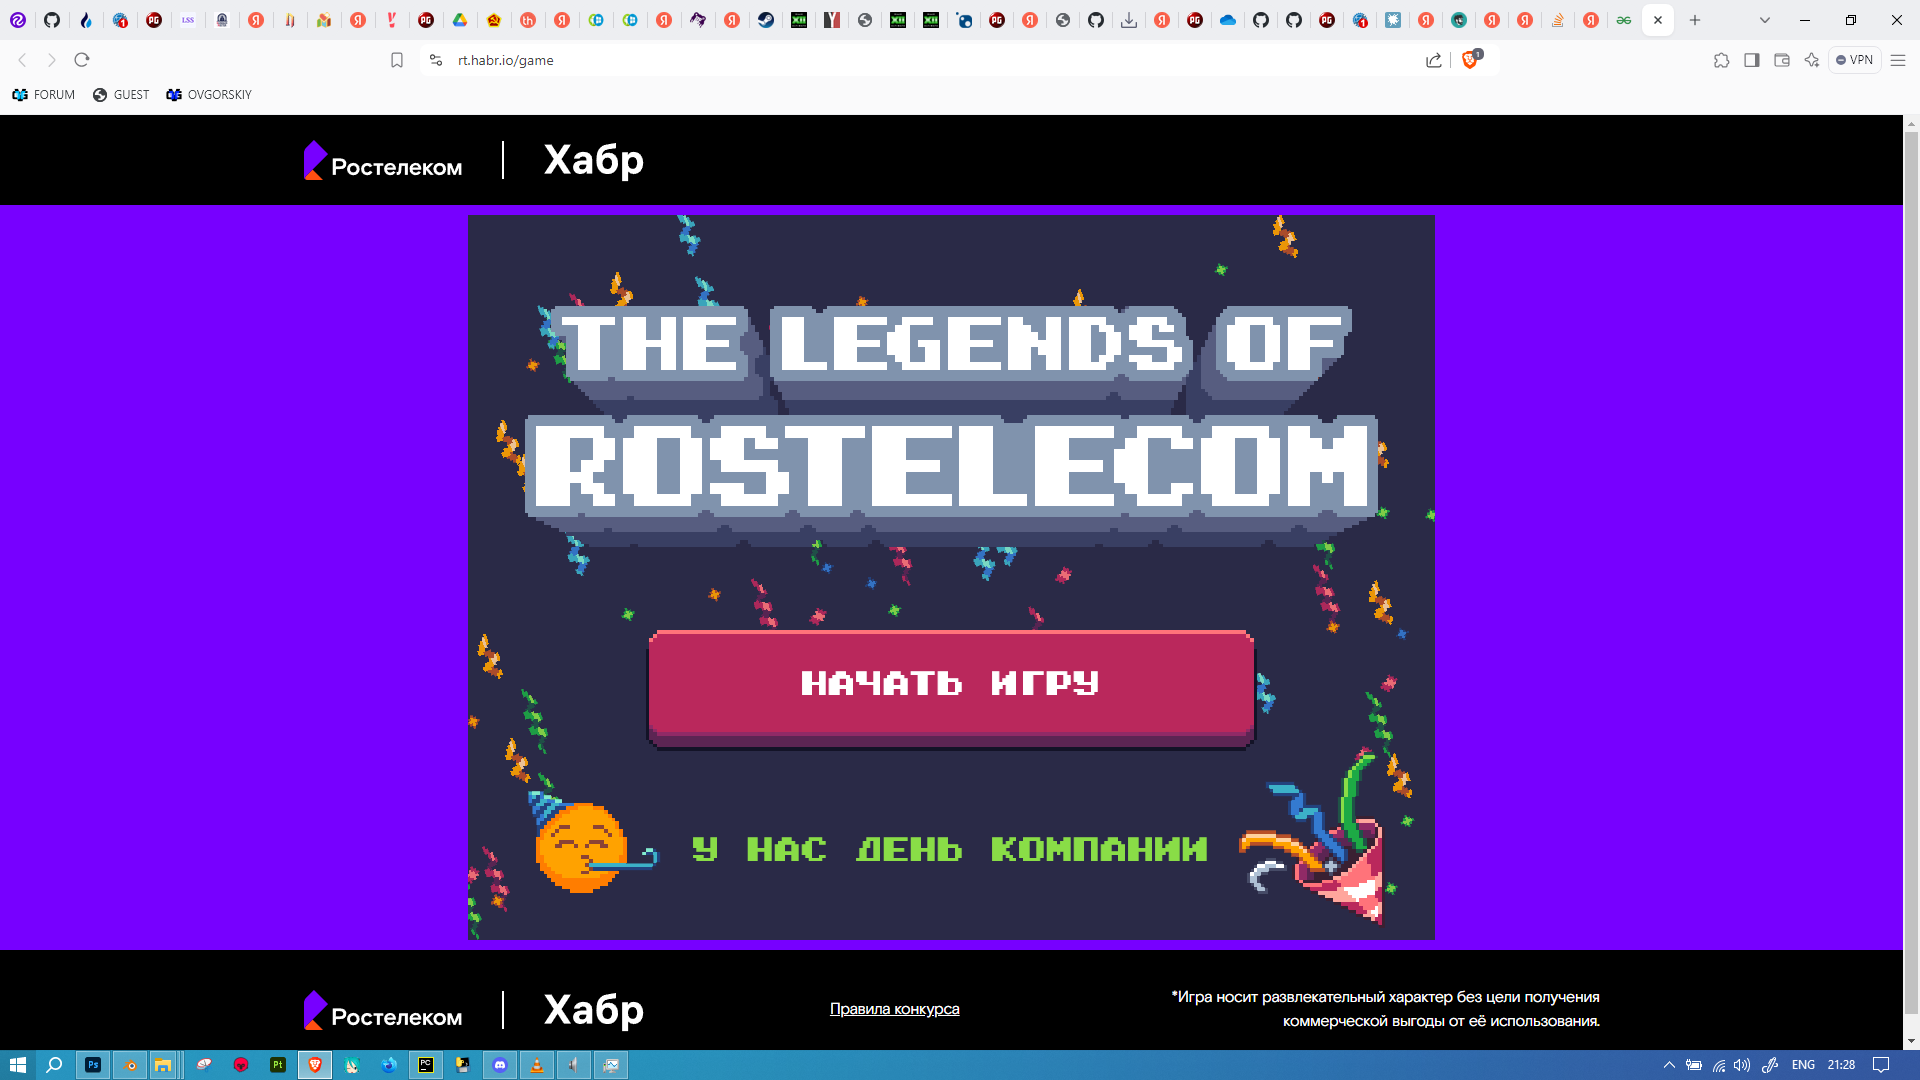 rt.habr.io/game
1
VPN
FORUM
GUEST
OVGORSKIY
Ростелеком
Хабр
THE LEGENDS OF
ROSTELECOM
НАЧАТЬ ИГРУ
У НАС ДЕНЬ КОМПАНИИ
Ростелеком
Хабр
Правила конкурса
*Игра носит развлекательный характер без цели получения
коммерческой выгоды от её использования.
ENG
21:28